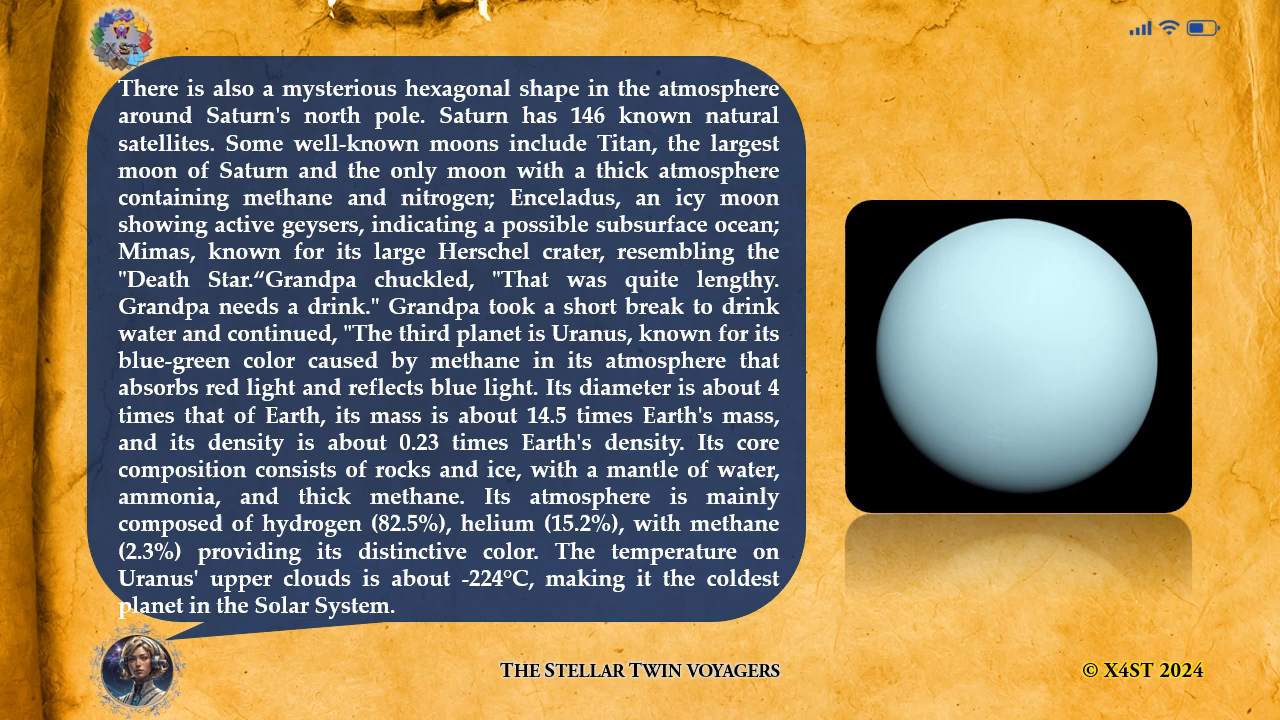 X4ST
There is also a mysterious hexagonal shape in the atmosphere
around Saturn's north pole. Saturn has 146 known natural
satellites. Some well-known moons include Titan, the largest
moon of Saturn and the only moon with a thick atmosphere
containing methane and nitrogen; Enceladus, an icy moon
showing active geysers, indicating a possible subsurface ocean;
Mimas, known for its large Herschel crater, resembling the
"Death Star.“Grandpa chuckled, "That was quite lengthy.
Grandpa needs a drink." Grandpa took a short break to drink
water and continued, "The third planet is Uranus, known for its
blue-green color caused by methane in its atmosphere that
absorbs red light and reflects blue light. Its diameter is about 4
times that of Earth, its mass is about 14.5 times Earth's mass,
and its density is about 0.23 times Earth's density. Its core
composition consists of rocks and ice, with a mantle of water,
ammonia, and thick methane. Its atmosphere is mainly
composed of hydrogen (82.5%), helium (15.2%), with methane
(2.3%) providing its distinctive color. The temperature on
Uranus' upper clouds is about -224°C, making it the coldest
planet in the Solar System.
THE STELLAR TWIN VOYAGERS
© X4ST 2024